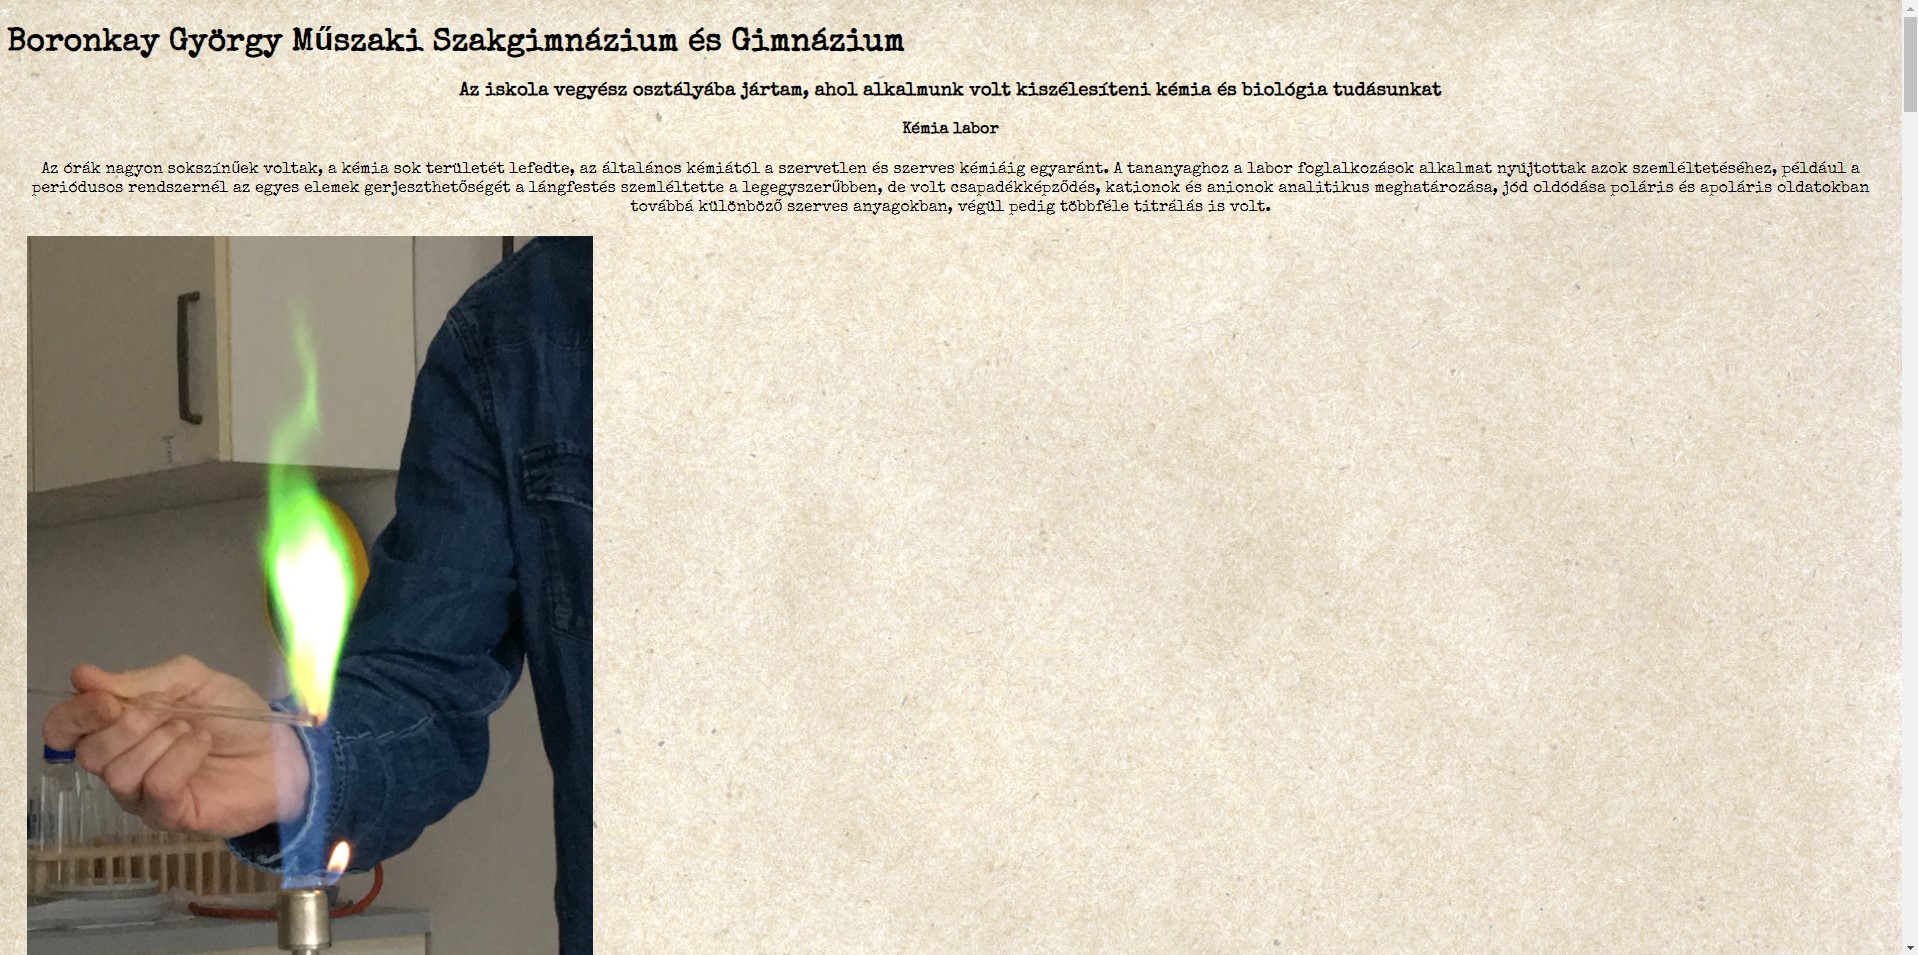 Boronkay György Műszaki Szakgimnázium és Gimnázium
Az iskola vegyész osztályába jártam, ahol alkalmunk volt kiszélesíteni kémia és biológia tudásunkat
Kémia labor
Az órák nagyon sokszínűek voltak, a kémia sok területét lefedte, az általános kémiától a szervetlen és szerves kémiáig egyaránt. A tananyaghoz a labor foglalkozások alkalmat nyújtottak azok szemléltetéséhez, például a
periódusos rendszernél az egyes elemek gerjeszthetőségét a lángfestés szemléltette a legegyszerűbben, de volt csapadékképződés, kationok és anionok analitikus meghatározása, jód oldódása poláris és apoláris oldatokban
továbbá különböző szerves anyagokban, végül pedig többféle titrálás is volt.